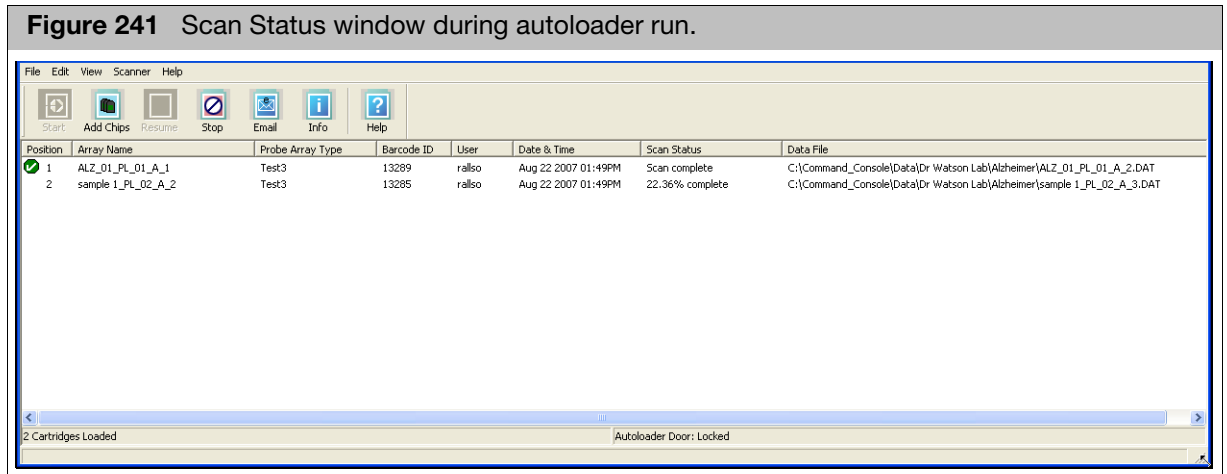 Figure 241 Scan Status window during autoloader run.
File Edit View Scanner Help
Start Add Chips Resume Stop Email Info Help
Position Array Name Probe Array Type Barcode ID User Date & Time Scan Status Data File
1 ALZ_01_PL_01_A_1 Test3 13289 rallso Aug 22 2007 01:49PM Scan complete C:\Command_Console\Data\Dr Watson Lab\Alzheimer\ALZ_01_PL_01_A_2.DAT
2 sample 1_PL_02_A_2 Test3 13285 rallso Aug 22 2007 01:49PM 22.36% complete C:\Command_Console\Data\Dr Watson Lab\Alzheimer\sample 1_PL_02_A_3.DAT
2 Cartridges Loaded Autoloader Door: Locked